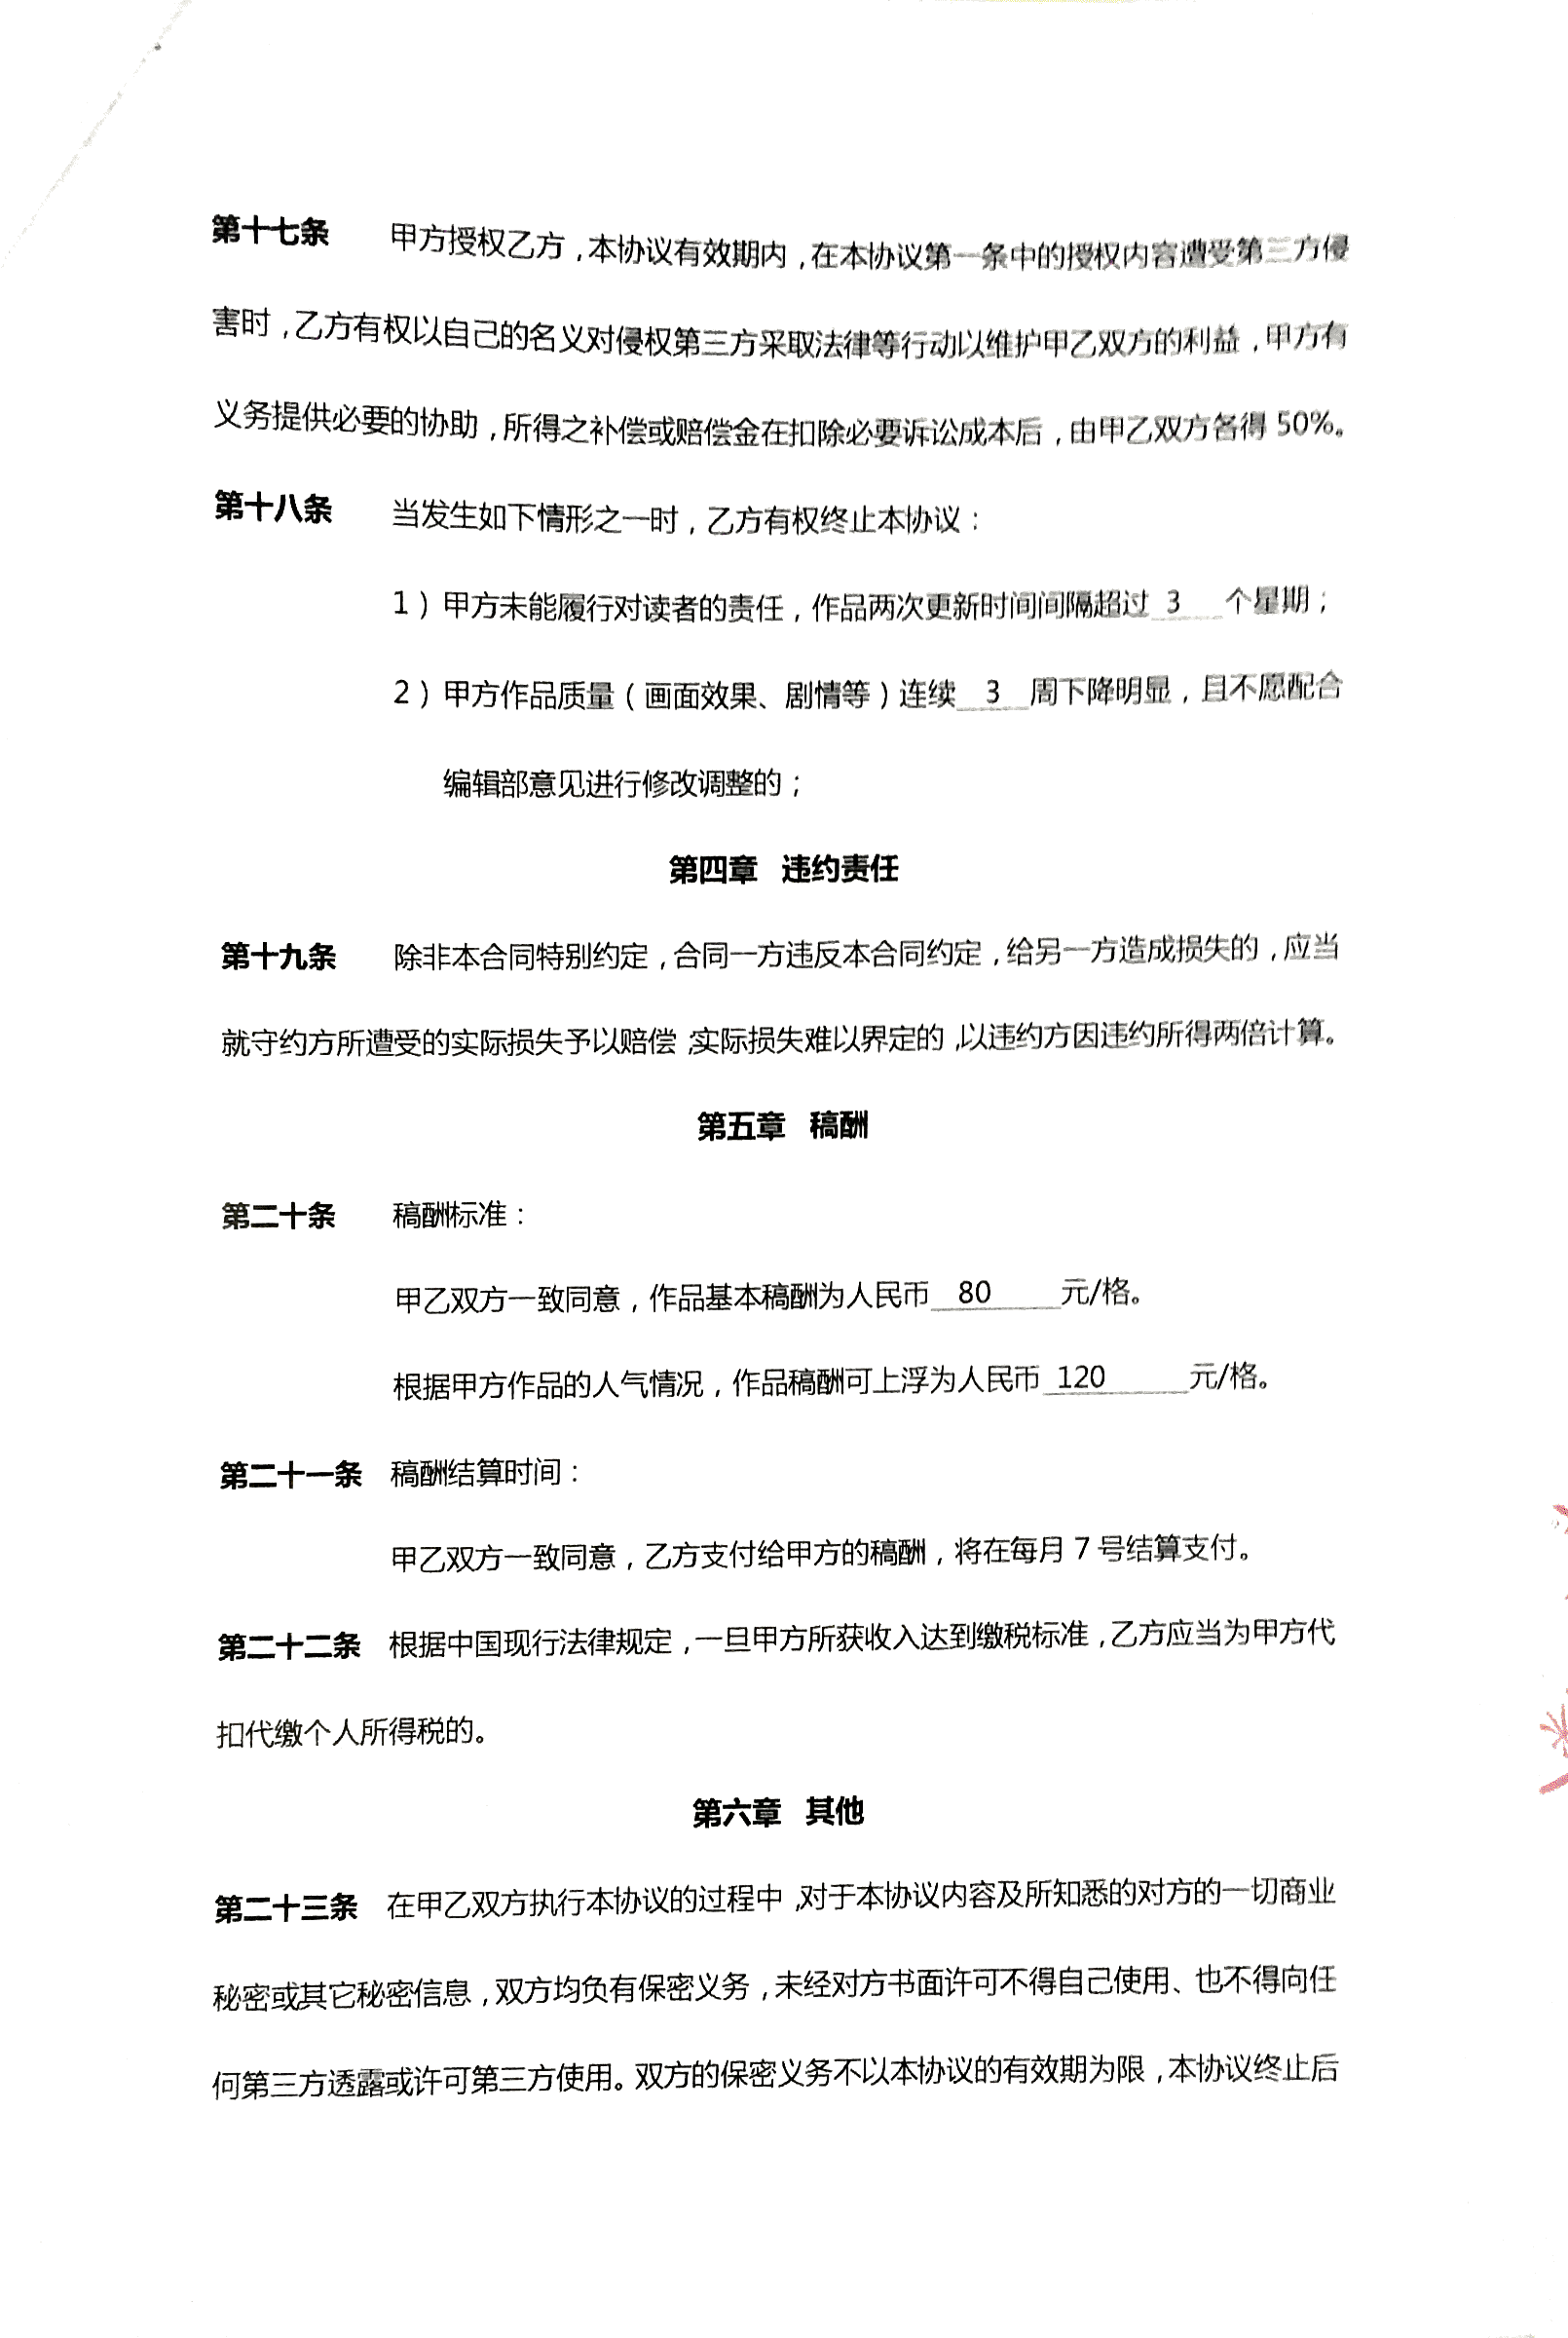 第十七条 甲方授权乙方，本协议有效期内，在本协议第一条中的授权内容遭受第三方侵
害时，乙方有权以自己的名义对侵权第三方采取法律等行动以维护甲乙双方的利益，甲方有
义务提供必要的协助，所得之补偿或赔偿金在扣除必要诉讼成本后，由甲乙双方各得 50%。
第十八条 当发生如下情形之一时，乙方有权终止本协议：
1）甲方未能履行对读者的责任，作品两次更新时间间隔超过 3 个星期；
2）甲方作品质量（画面效果、剧情等）连续 3 周下降明显，且不愿配合
编辑部意见进行修改调整的；
第四章 违约责任
第十九条 除非本合同特别约定，合同一方违反本合同约定，给另一方造成损失的，应当
就守约方所遭受的实际损失予以赔偿；实际损失难以界定的，以违约方因违约所得两倍计算。
第五章 稿酬
第二十条 稿酬标准：
甲乙双方一致同意，作品基本稿酬为人民币 80 元/格。
根据甲方作品的人气情况，作品稿酬可上浮为人民币 120 元/格。
第二十一条 稿酬结算时间：
甲乙双方一致同意，乙方支付给甲方的稿酬，将在每月 7 号结算支付。
第二十二条 根据中国现行法律规定，一旦甲方所获收入达到缴税标准，乙方应当为甲方代
扣代缴个人所得税的。
第六章 其他
第二十三条 在甲乙双方执行本协议的过程中，对于本协议内容及所知悉的对方的一切商业
秘密或其它秘密信息，双方均负有保密义务，未经对方书面许可不得自己使用、也不得向任
何第三方透露或许可第三方使用。双方的保密义务不以本协议的有效期为限，本协议终止后